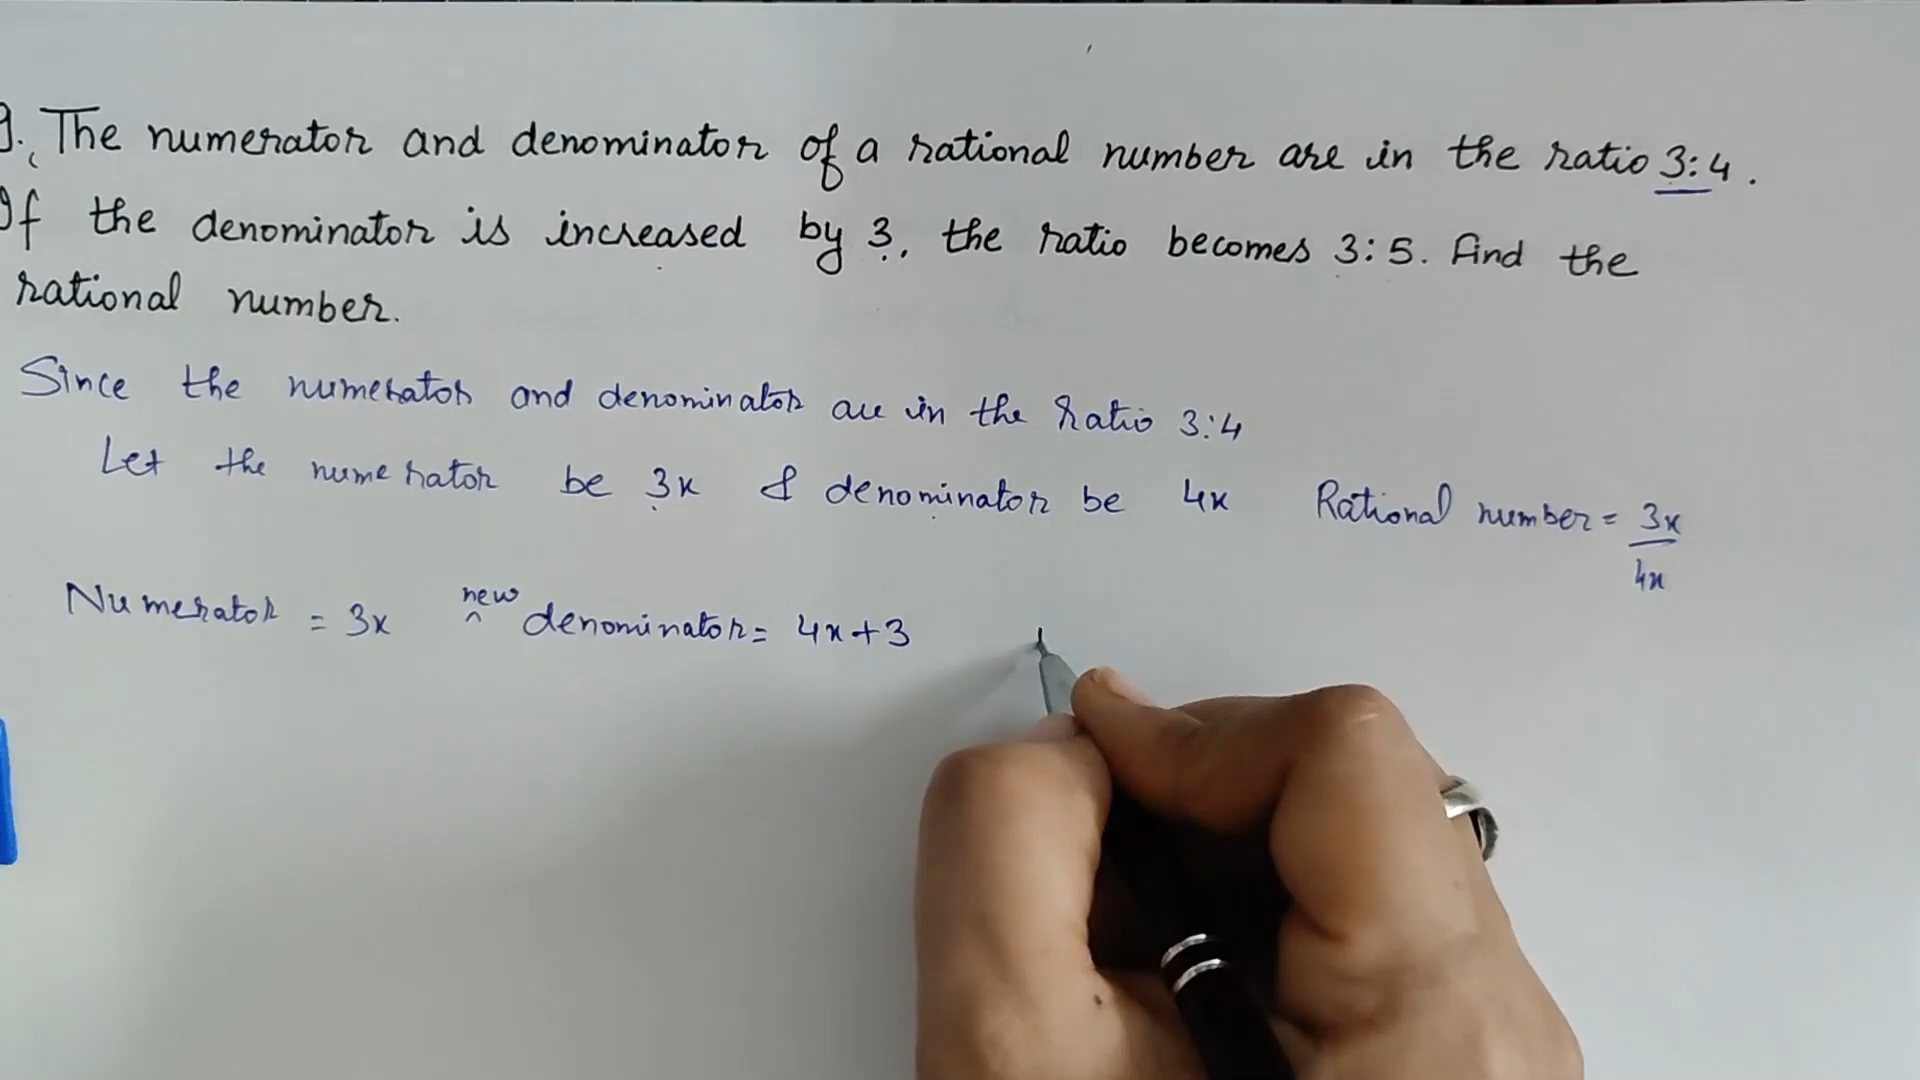 9. The numerator and denominator of a rational number are in the ratio 3:4.
If the denominator is increased by 3, the ratio becomes 3:5. Find the
rational number.
Since the numerator and denominator are in the ratio 3:4
Let the numerator be 3x & denominator be 4x Rational number = 3x/4x
Numerator = 3x new denominator = 4x+3